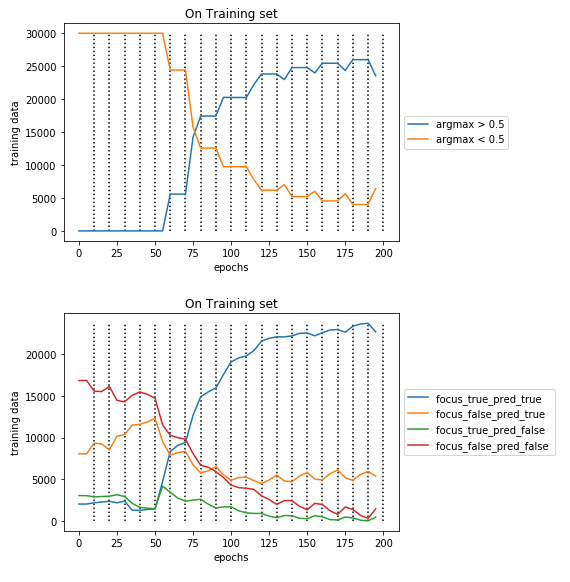 On Training set
30000
25000
20000
15000
10000
5000
0
training data
0 25 50 75 100 125 150 175 200
epochs
argmax > 0.5
argmax < 0.5
On Training set
20000
15000
10000
5000
0
training data
0 25 50 75 100 125 150 175 200
epochs
focus_true_pred_true
focus_false_pred_true
focus_true_pred_false
focus_false_pred_false